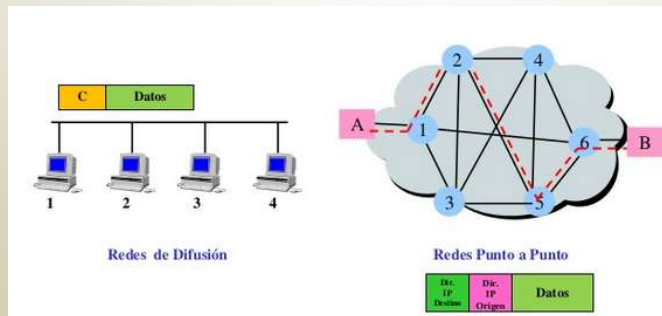 C Datos
1 2 3 4
Redes de Difusión
2 4
A 1 6 B
3 5
Redes Punto a Punto
Dir. IP Destino
Dir. IP Origen
Datos